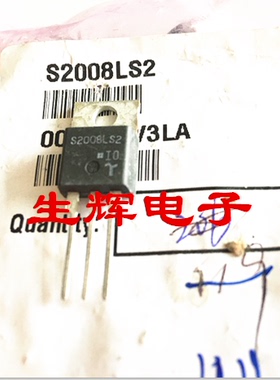 S2008LS2
00 V3LA
S2008LS2
生辉电子
Quantity: